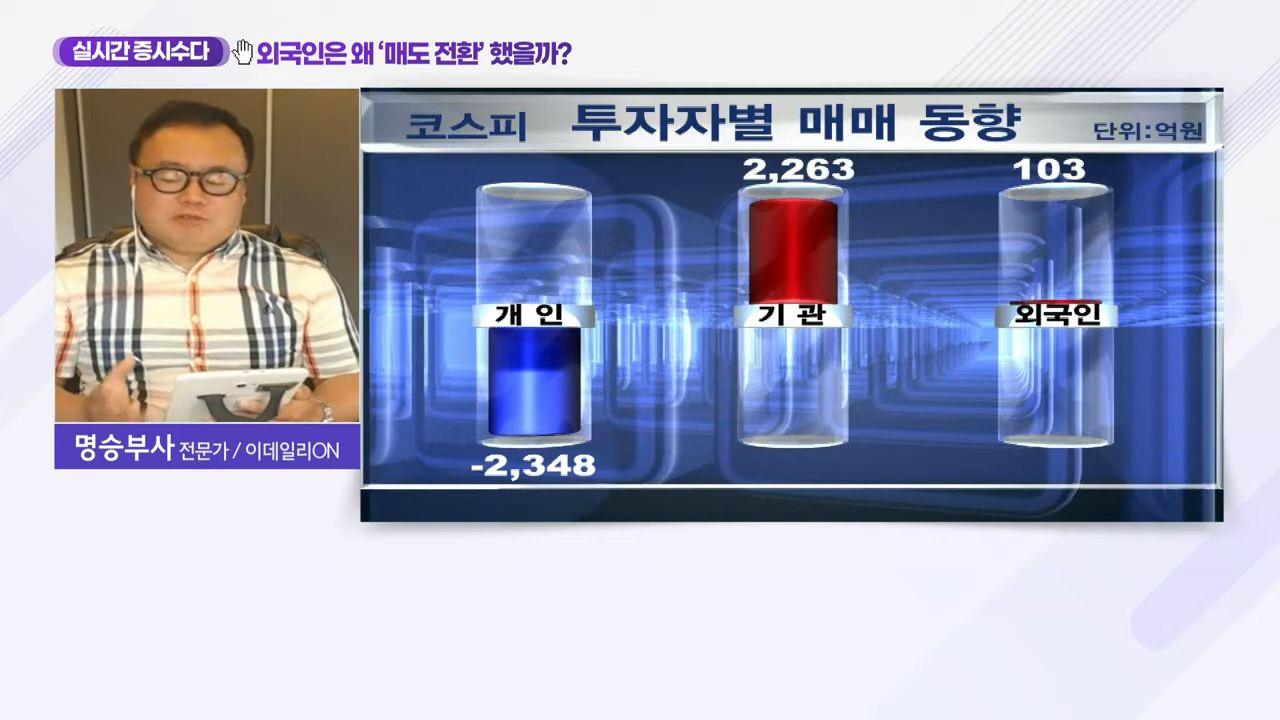 실시간 증시수다
외국인은 왜 '매도 전환' 했을까?
코스피 투자자별 매매 동향 단위:억원
2,263 103
개 인 기 관 외국인
-2,348
명승부사 전문가 / 이데일리ON